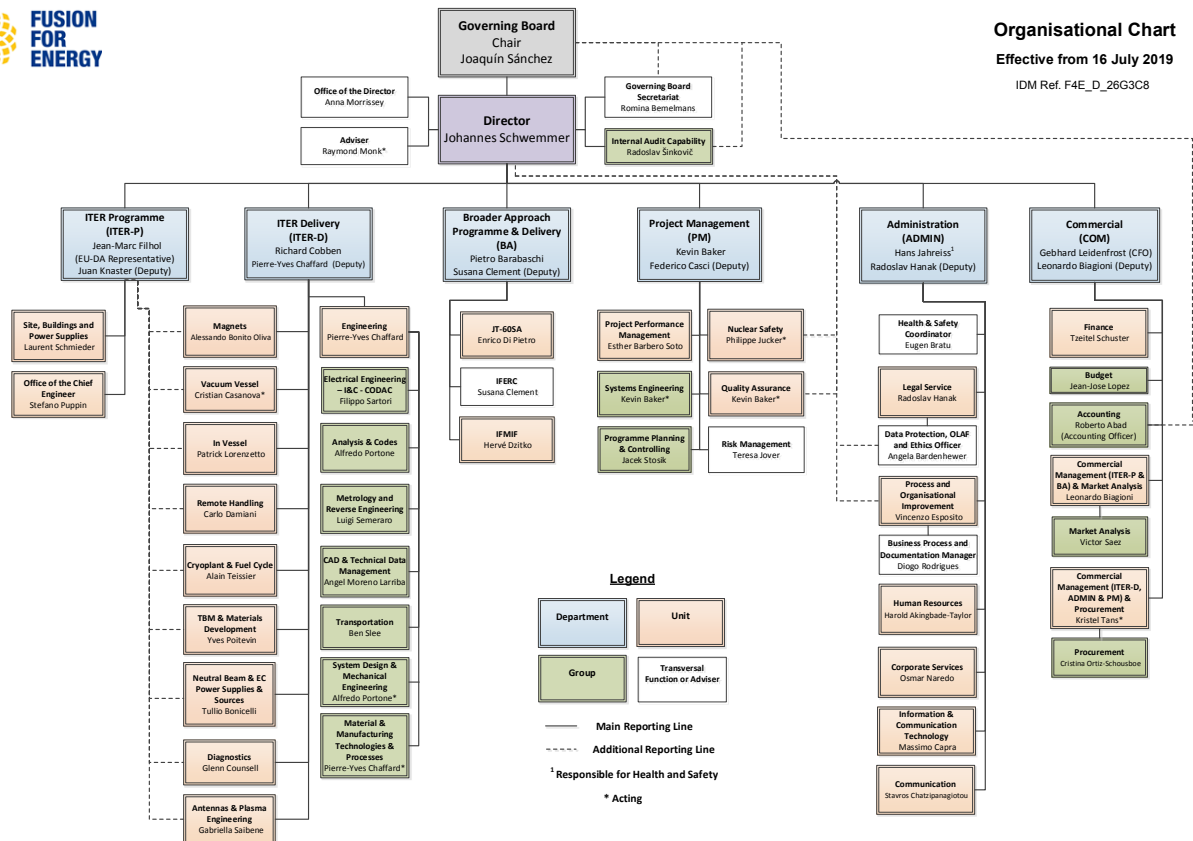 FUSION
FOR
ENERGY
Governing Board
Chair
Joaquín Sánchez
Organisational Chart
Effective from 16 July 2019
IDM Ref. F4E_D_26G3C8
Office of the Director
Anna Morrissey
Adviser
Raymond Monk*
Director
Johannes Schwemmer
Governing Board
Secretariat
Romina Bemelmans
Internal Audit Capability
Radoslav Šinkovič
ITER Programme
(ITER-P)
Jean-Marc Filhol
(EU-DA Representative)
Juan Knaster (Deputy)
ITER Delivery
(ITER-D)
Richard Cobben
Pierre-Yves Chaffard (Deputy)
Broader Approach
Programme & Delivery
(BA)
Pietro Barabaschi
Susana Clement (Deputy)
Project Management
(PM)
Kevin Baker
Federico Casci (Deputy)
Administration
(ADMIN)
Hans Jahreiss1
Radoslav Hanak (Deputy)
Commercial
(COM)
Gebhard Leidenfrost (CFO)
Leonardo Biagioni (Deputy)
Site, Buildings and
Power Supplies
Laurent Schmieder
Office of the Chief
Engineer
Stefano Puppin
Magnets
Alessando Bonito Oliva
Vacuum Vessel
Cristian Casanova*
In Vessel
Patrick Lorenzetto
Remote Handling
Carlo Damiani
Cryoplant & Fuel Cycle
Alain Teissier
TBM & Materials
Development
Yves Poitevin
Neutral Beam & EC
Power Supplies &
Sources
Tullio Bonicelli
Diagnostics
Glenn Counsell
Antennas & Plasma
Engineering
Gabriella Saibene
Engineering
Pierre-Yves Chaffard
Electrical Engineering
– I&C - CODAC
Filippo Sartori
Analysis & Codes
Alfredo Portone
Metrology and
Reverse Engineering
Luigi Semeraro
CAD & Technical Data
Management
Angel Moreno Larriba
Transportation
Ben Slee
System Design &
Mechanical
Engineering
Alfredo Portone*
Material &
Manufacturing
Technologies &
Processes
Pierre-Yves Chaffard*
JT-60SA
Enrico Di Pietro
IFERC
Susana Clement
IFMIF
Hervé Dzitko
Project Performance
Management
Esther Barbero Soto
Systems Engineering
Kevin Baker*
Programme Planning
& Controlling
Jacek Stosik
Nuclear Safety
Philippe Jucker*
Quality Assurance
Kevin Baker*
Risk Management
Teresa Jover
Health & Safety
Coordinator
Eugen Bratu
Legal Service
Radoslav Hanak
Data Protection, OLAF
and Ethics Officer
Angela Bardenhewer
Process and
Organisational
Improvement
Vincenzo Esposito
Business Process and
Documentation Manager
Diogo Rodrigues
Human Resources
Harold Akingbade-Taylor
Corporate Services
Osmar Naredo
Information &
Communication
Technology
Massimo Capra
Communication
Stavros Chatzipanagiotou
Finance
Tzeitel Schuster
Budget
Jean-Jose Lopez
Accounting
Roberto Abad
(Accounting Officer)
Commercial
Management (ITER-P &
BA) & Market Analysis
Leonardo Biagioni
Market Analysis
Victor Saez
Commercial
Management (ITER-D,
ADMIN & PM) &
Procurement
Kristel Tans*
Procurement
Cristina Ortiz-Schousboe
Legend
Department
Unit
Group
Transversal
Function or Adviser
Main Reporting Line
Additional Reporting Line
1 Responsible for Health and Safety
* Acting